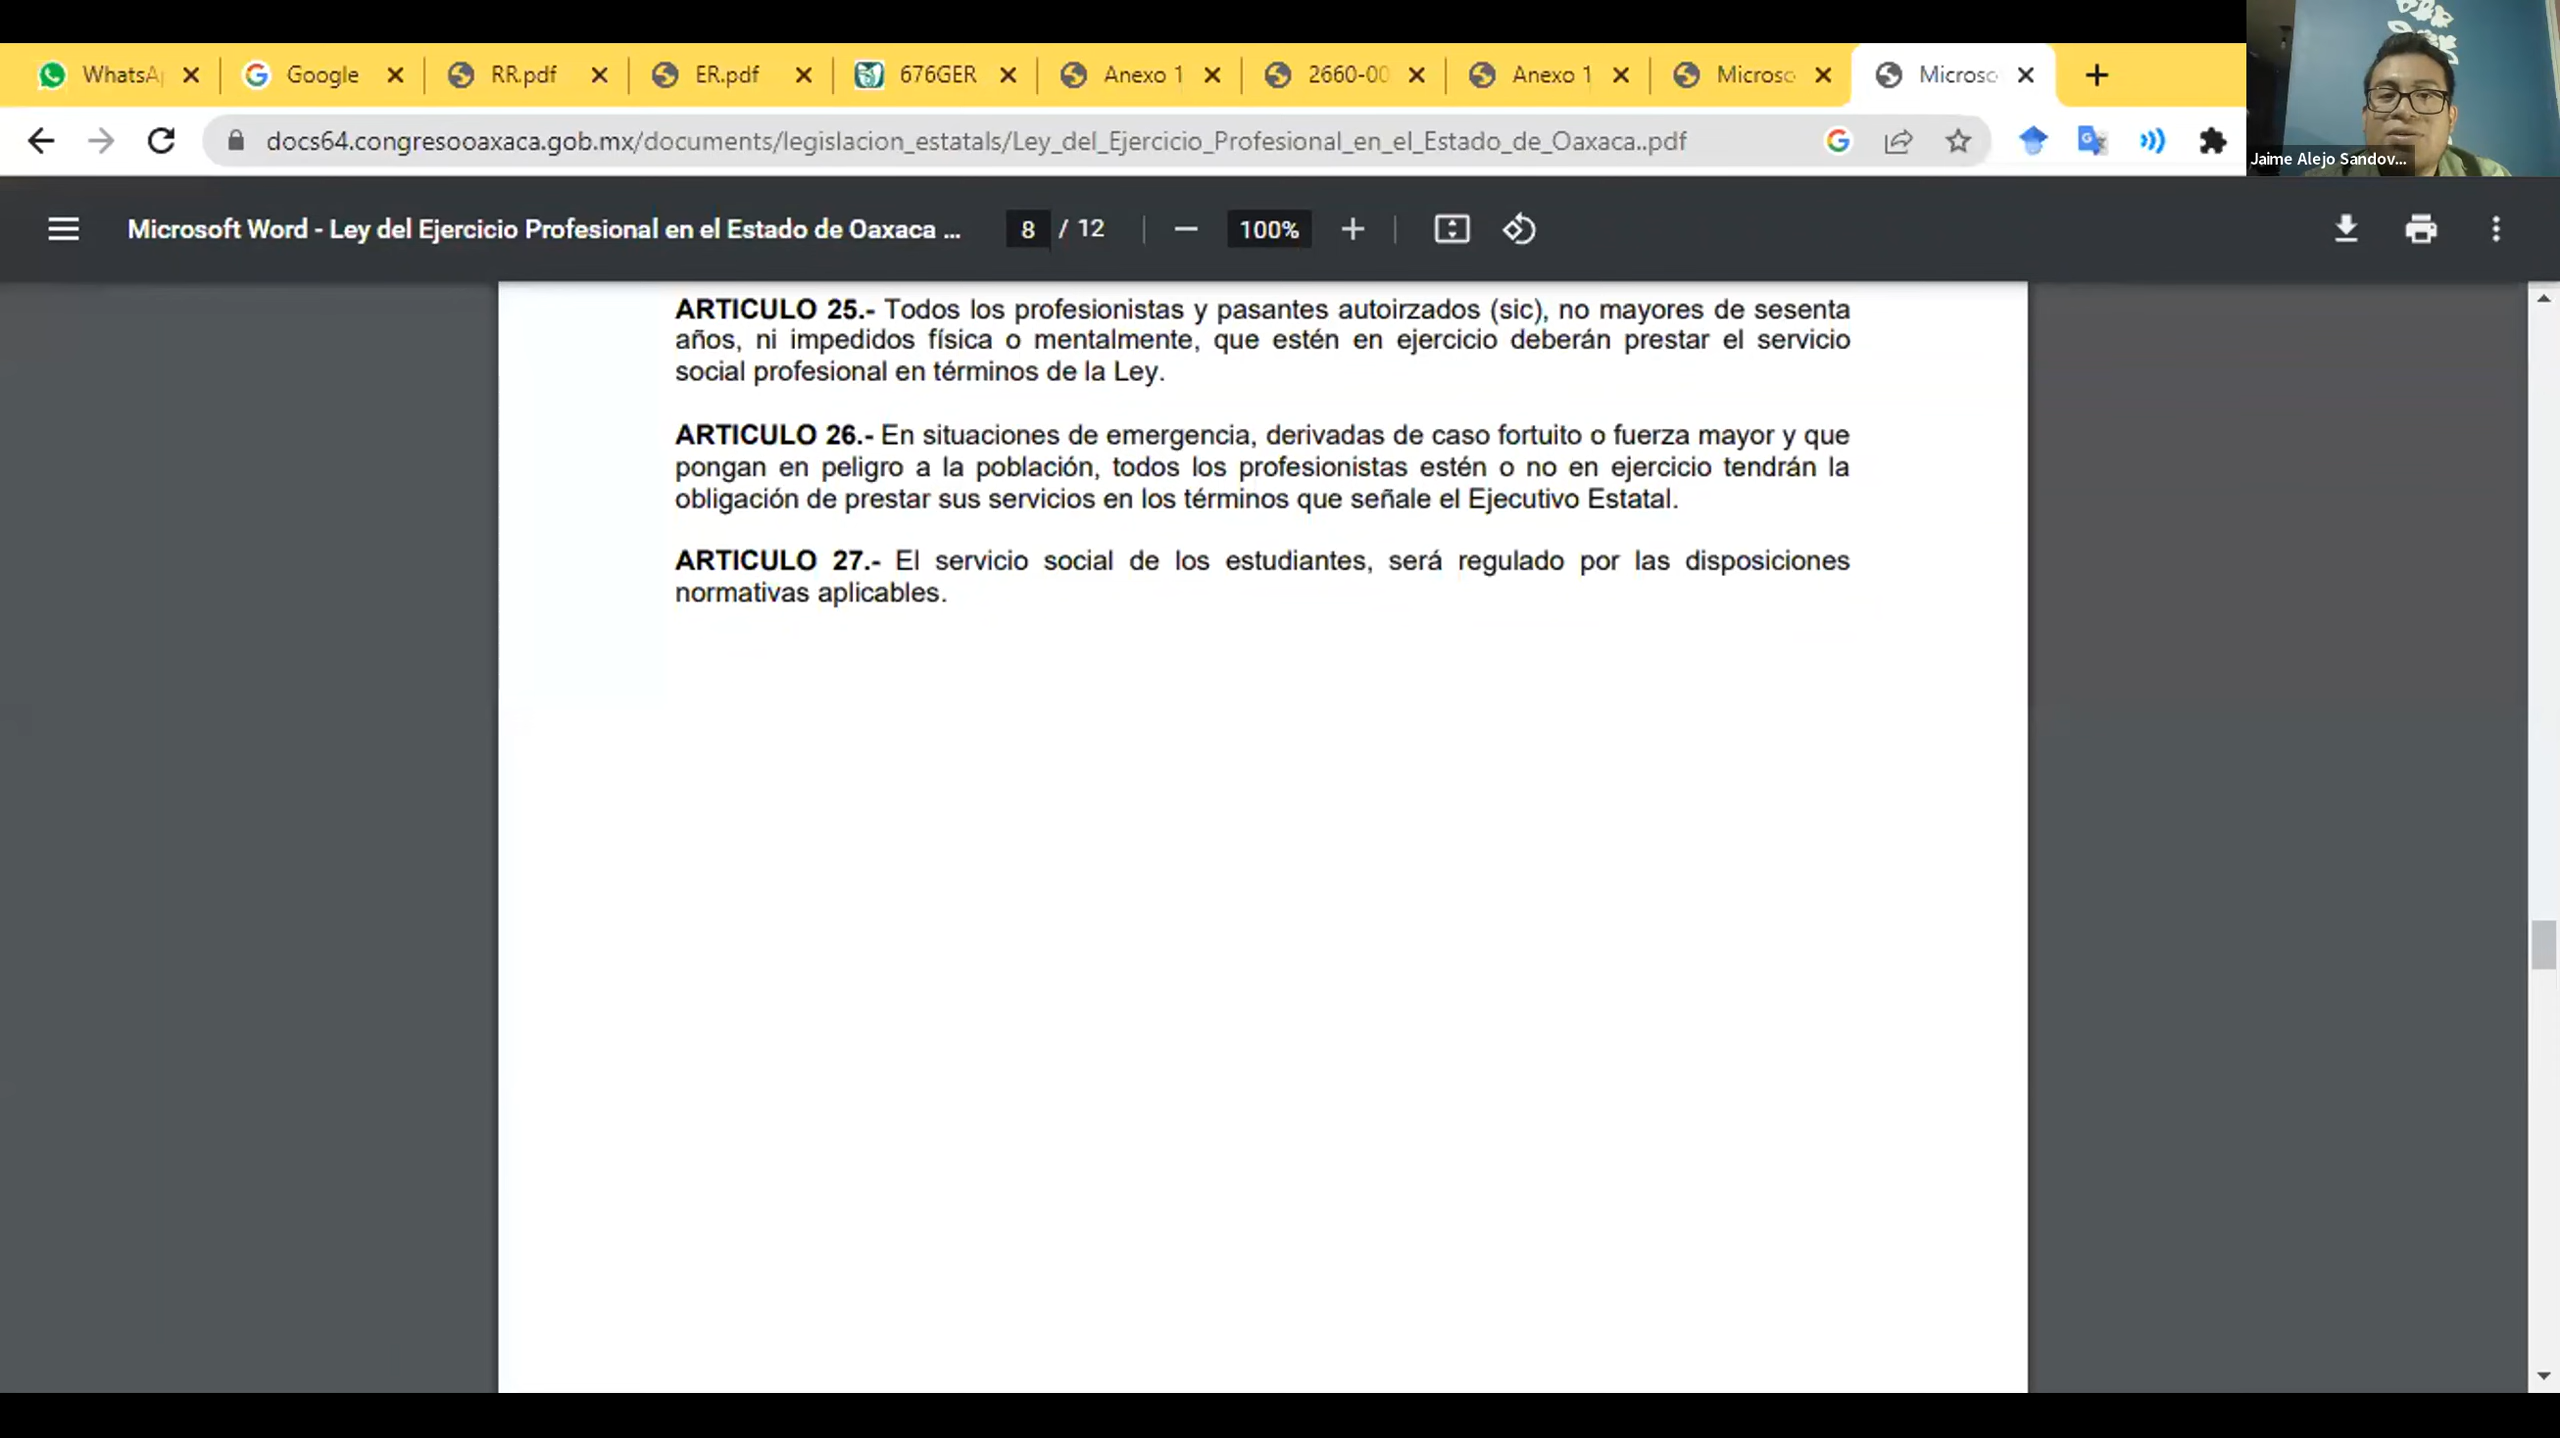 WhatsA
Google
RR.pdf
ER.pdf
676GER
Anexo 1
2660-00
Anexo 1
Microsc
Microsc
docs64.congresooaxaca.gob.mx/documents/legislacion_estatals/Ley_del_Ejercicio_Profesional_en_el_Estado_de_Oaxaca..pdf
Jaime Alejo Sandov...
Microsoft Word - Ley del Ejercicio Profesional en el Estado de Oaxaca ...
8 / 12
100%
ARTICULO 25.- Todos los profesionistas y pasantes autoirzados (sic), no mayores de sesenta
años, ni impedidos física o mentalmente, que estén en ejercicio deberán prestar el servicio
social profesional en términos de la Ley.
ARTICULO 26.- En situaciones de emergencia, derivadas de caso fortuito o fuerza mayor y que
pongan en peligro a la población, todos los profesionistas estén o no en ejercicio tendrán la
obligación de prestar sus servicios en los términos que señale el Ejecutivo Estatal.
ARTICULO 27.- El servicio social de los estudiantes, será regulado por las disposiciones
normativas aplicables.